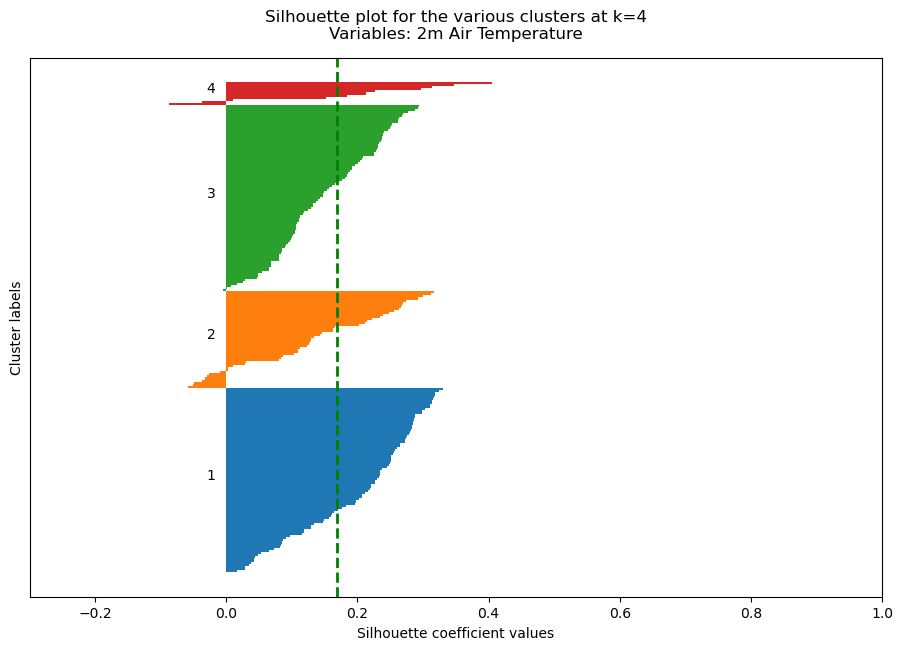 Silhouette plot for the various clusters at k=4
Variables: 2m Air Temperature
4
3
2
1
Cluster labels
−0.2 0.0 0.2 0.4 0.6 0.8 1.0
Silhouette coefficient values